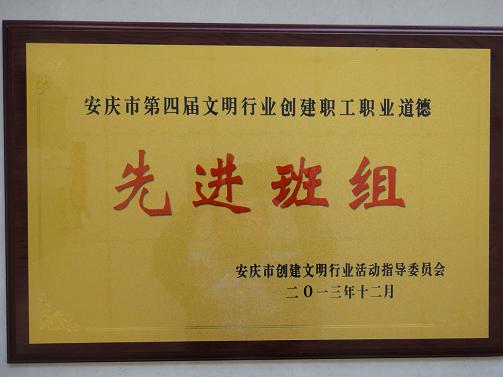 安庆市第四届文明行业创建职工职业道德
先进班组
安庆市创建文明行业活动指导委员会
二〇一三年十二月